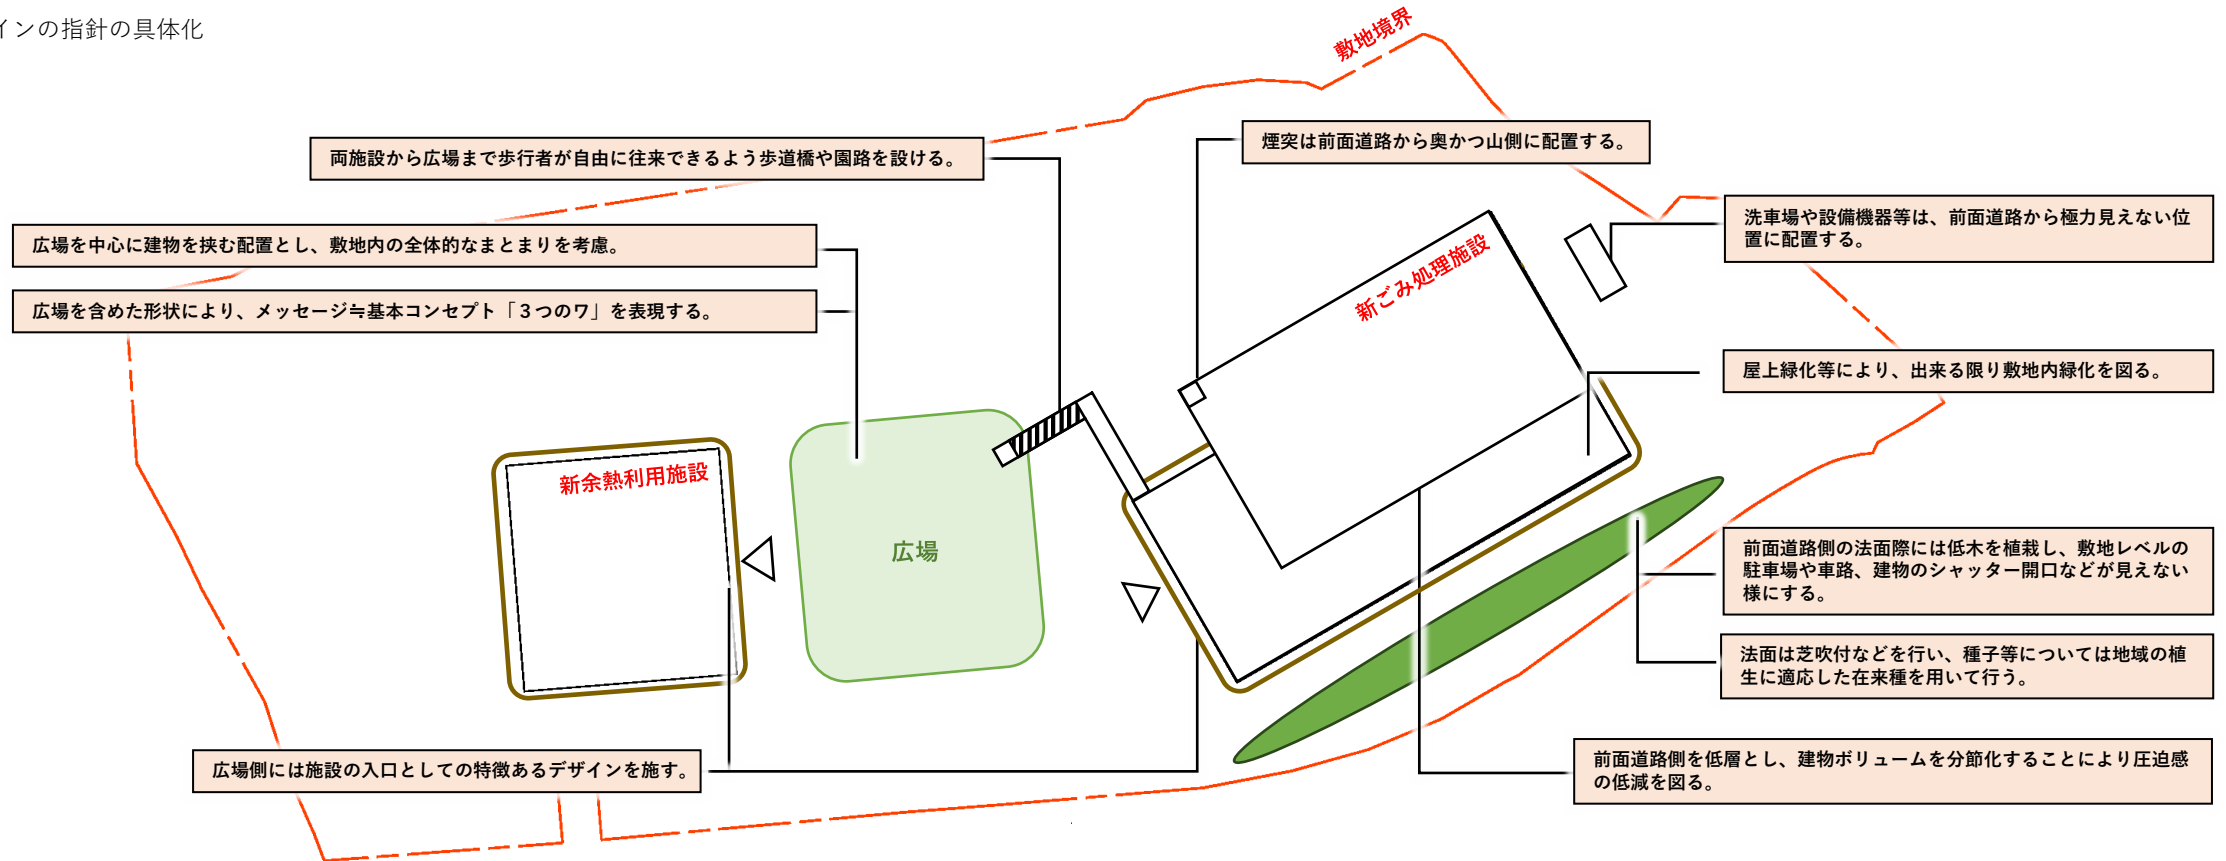 インの指針の具体化
敷地境界
両施設から広場まで歩行者が自由に往来できるよう歩道橋や園路を設ける。
煙突は前面道路から奥かつ山側に配置する。
広場を中心に建物を挟む配置とし、敷地内の全体的なまとまりを考慮。
洗車場や設備機器等は、前面道路から極力見えない位
置に配置する。
広場を含めた形状により、メッセージ≒基本コンセプト「３つのワ」を表現する。
新ごみ処理施設
屋上緑化等により、出来る限り敷地内緑化を図る。
新余熱利用施設
広場
前面道路側の法面際には低木を植栽し、敷地レベルの
駐車場や車路、建物のシャッター開口などが見えない
様にする。
法面は芝吹付などを行い、種子等については地域の植
生に適応した在来種を用いて行う。
広場側には施設の入口としての特徴あるデザインを施す。
前面道路側を低層とし、建物ボリュームを分節化することにより圧迫感
の低減を図る。